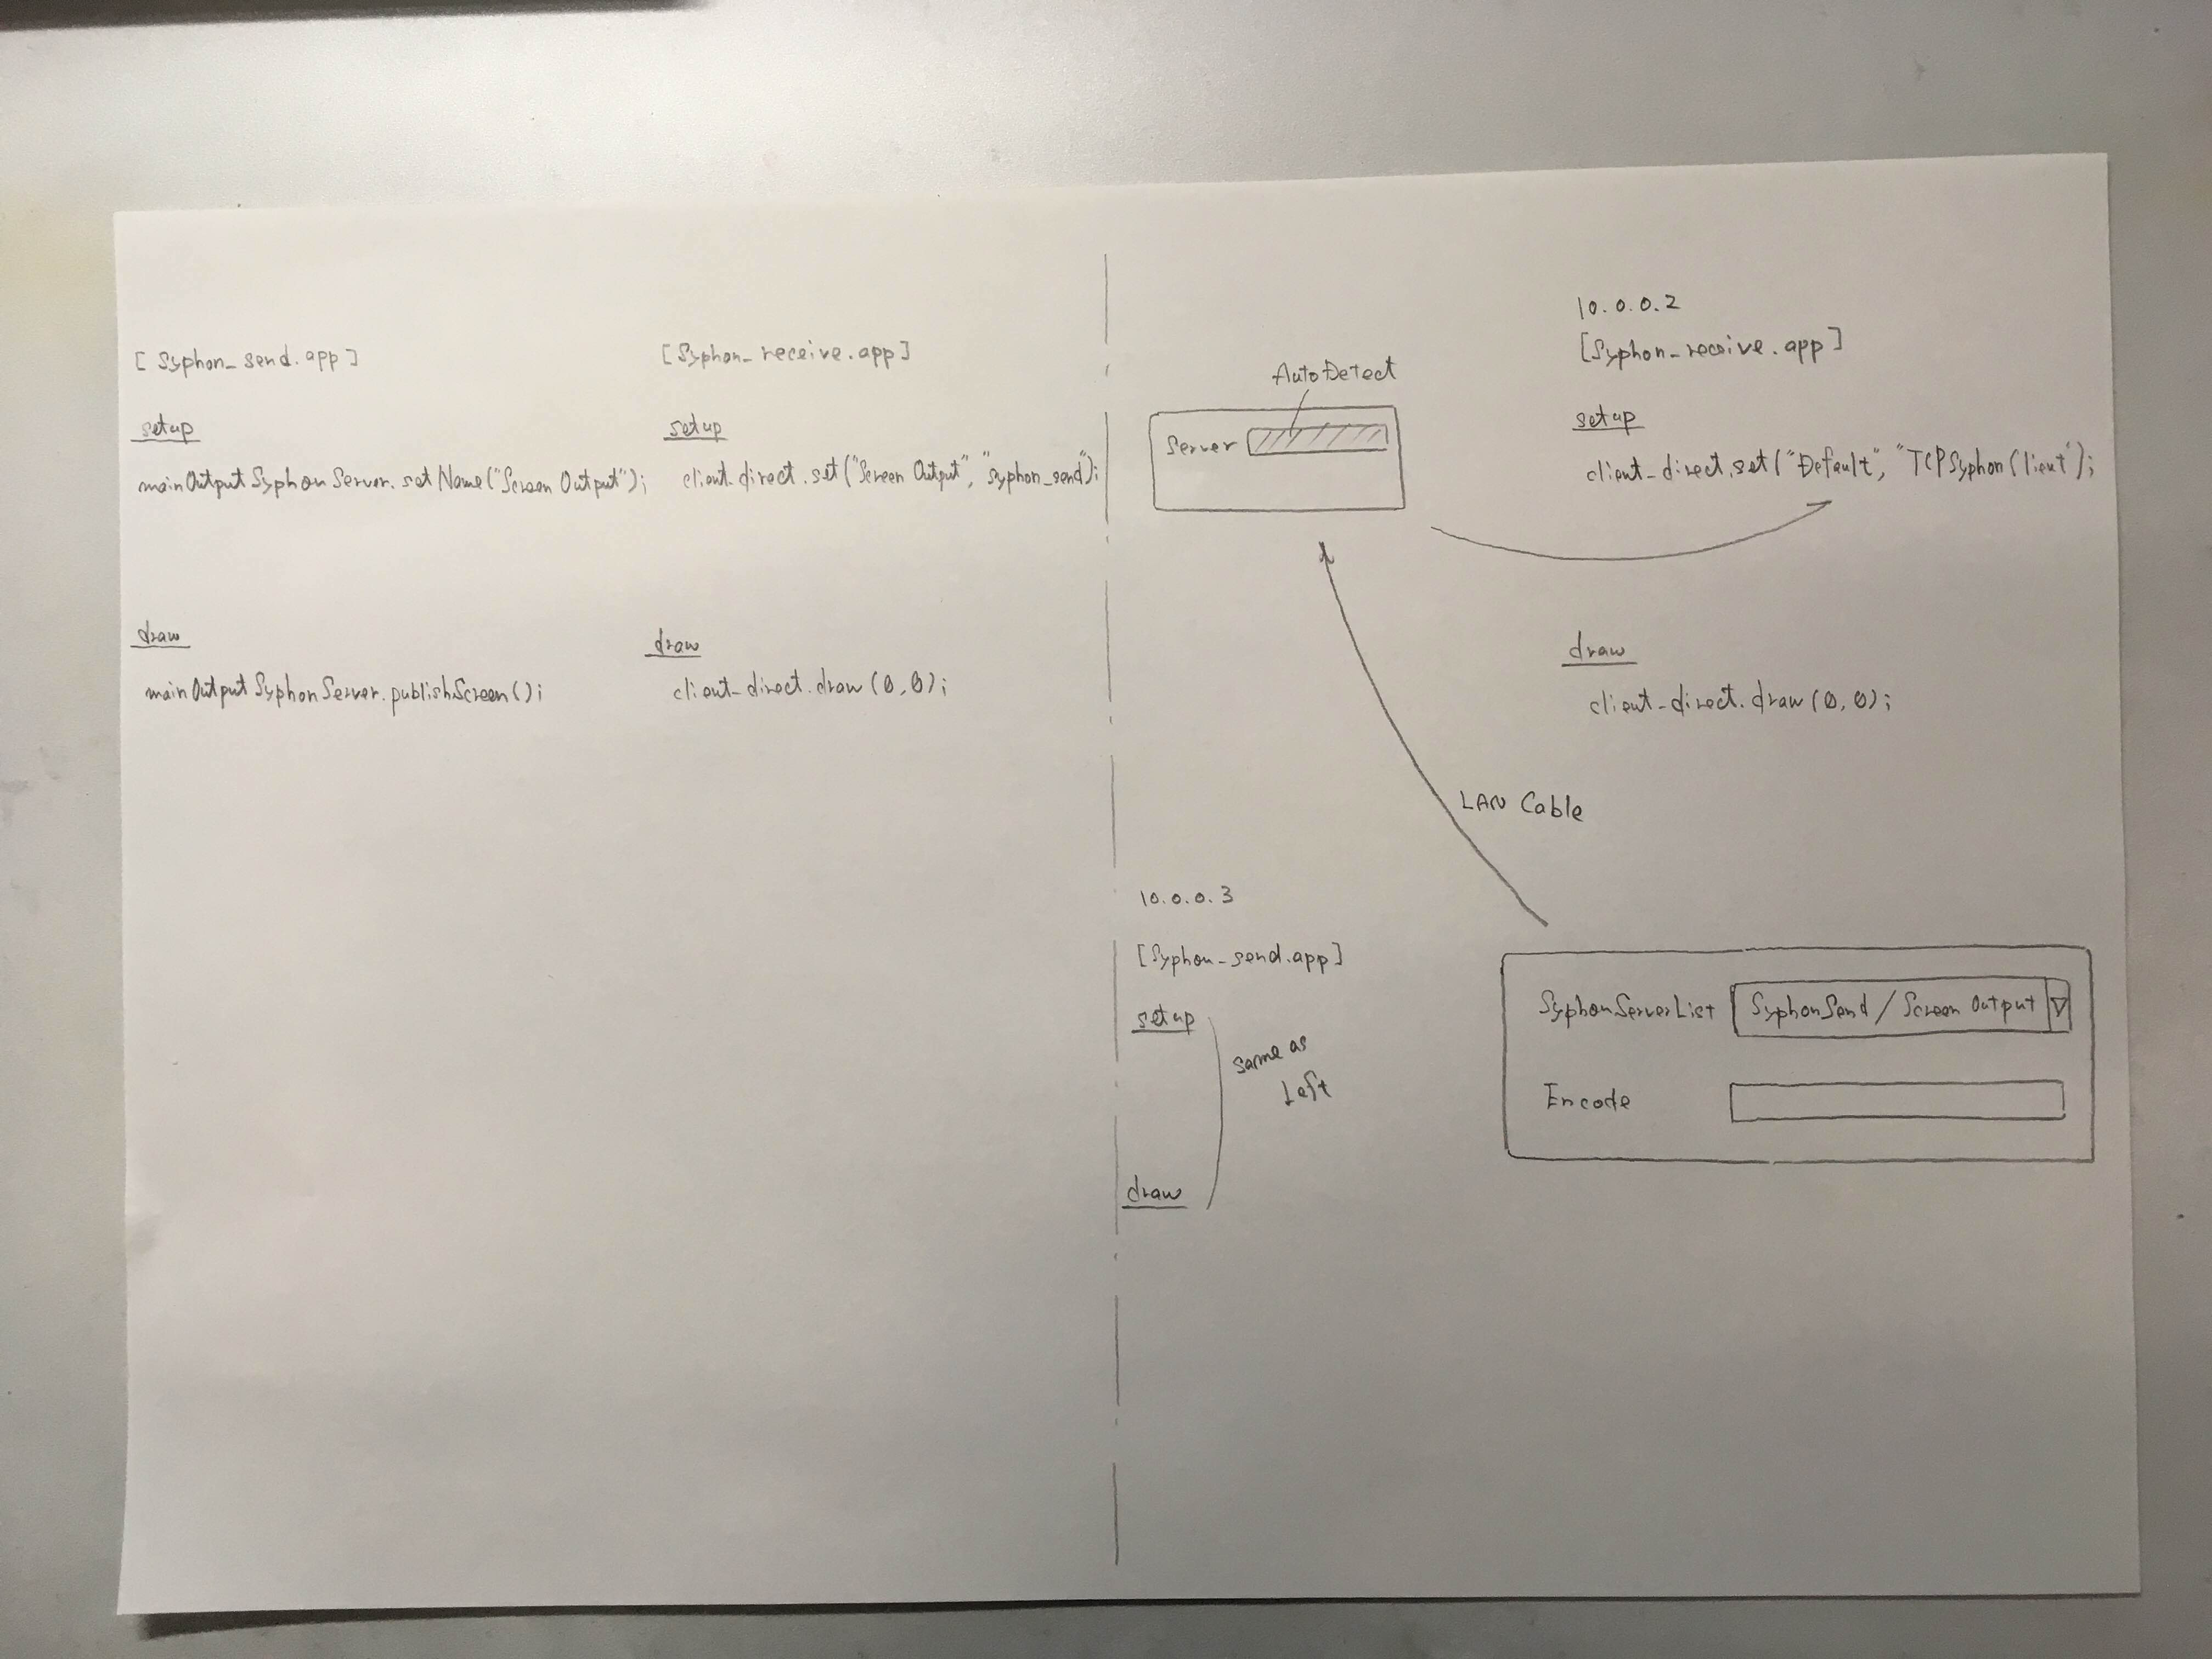 [ Syphon_send.app ]
setup
mainOutputSyphonServer.setName("Screen Output");
draw
mainOutputSyphonServer.publishScreen();
[Syphon_receive.app]
setup
client.direct.set("Screen Output", "Syphon_send");
draw
client_direct.draw(0,0);
AutoDetect
Server
10.0.0.2
[Syphon_receive.app]
setup
client_direct.set("Default", "TCPSyphonClient");
draw
client_direct.draw(0,0);
LAN Cable
10.0.0.3
[Syphon_send.app]
setup
same as
Left
draw
SyphonServerList SyphonSend / Screen Output
Encode